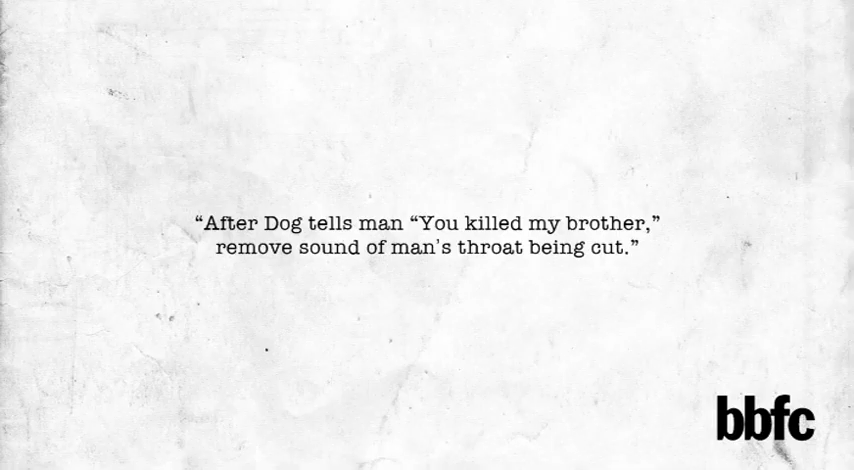 “After Dog tells man “You killed my brother,”
remove sound of man’s throat being cut.”
bbfc